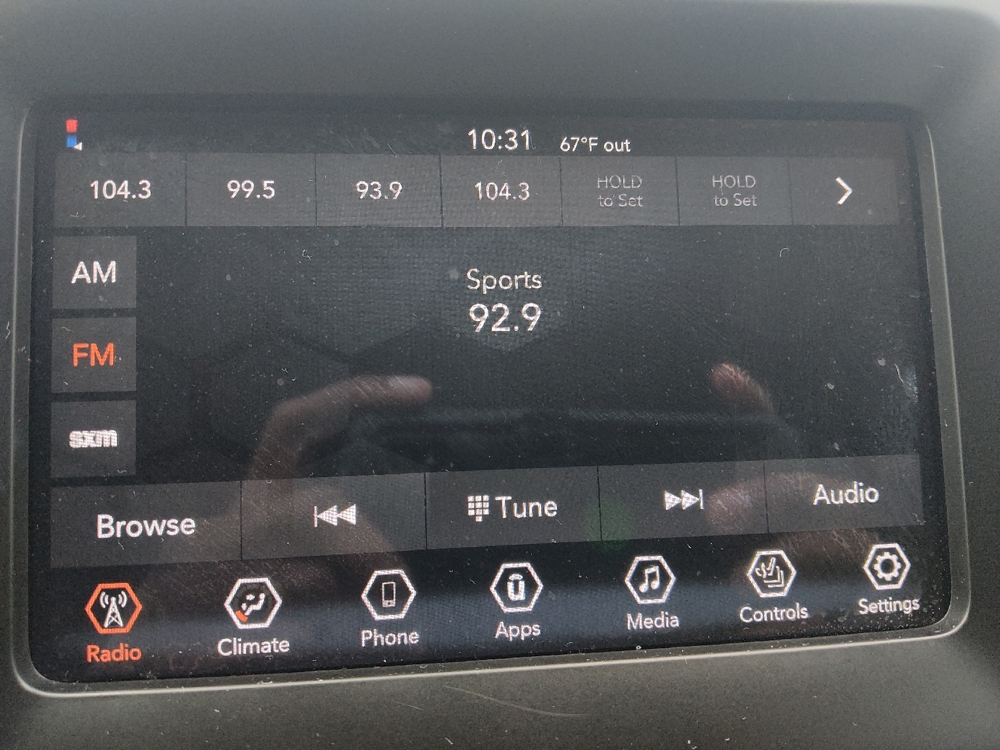 10:31 67°F out
104.3 99.5 93.9 104.3 HOLD to Set HOLD to Set
AM
Sports
92.9
FM
sxm
Browse Tune Audio
Radio Climate Phone Apps Media Controls Settings